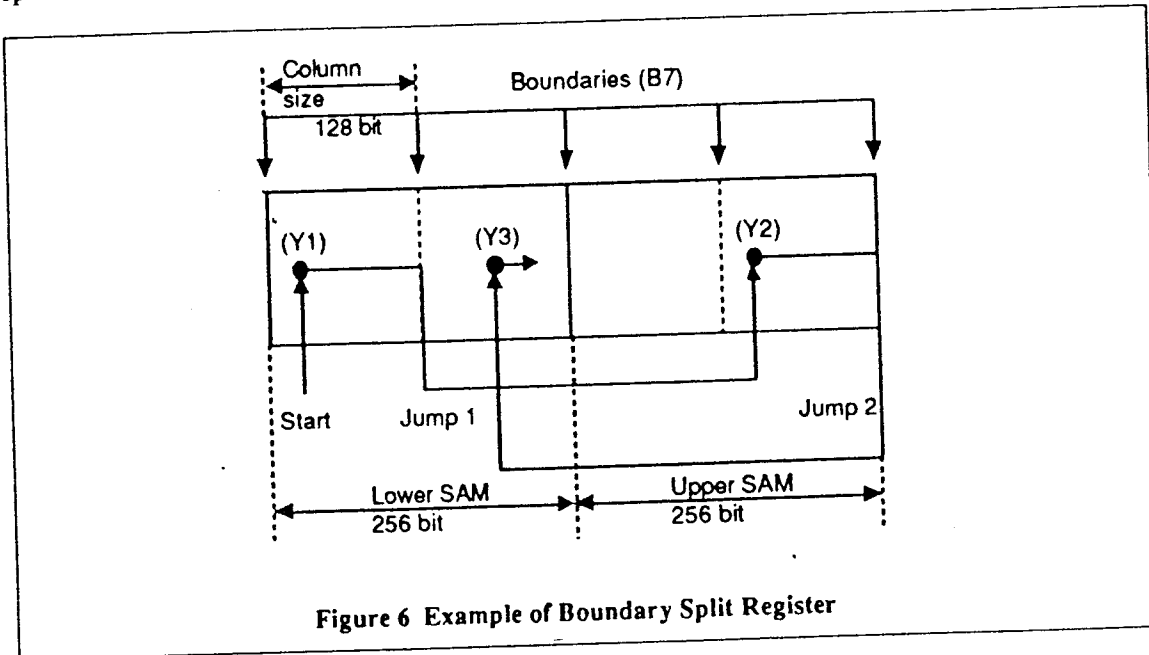 Column
size
128 bit
Boundaries (B7)
(Y1)
(Y3)
(Y2)
Start
Jump 1
Jump 2
Lower SAM
256 bit
Upper SAM
256 bit
Figure 6 Example of Boundary Split Register